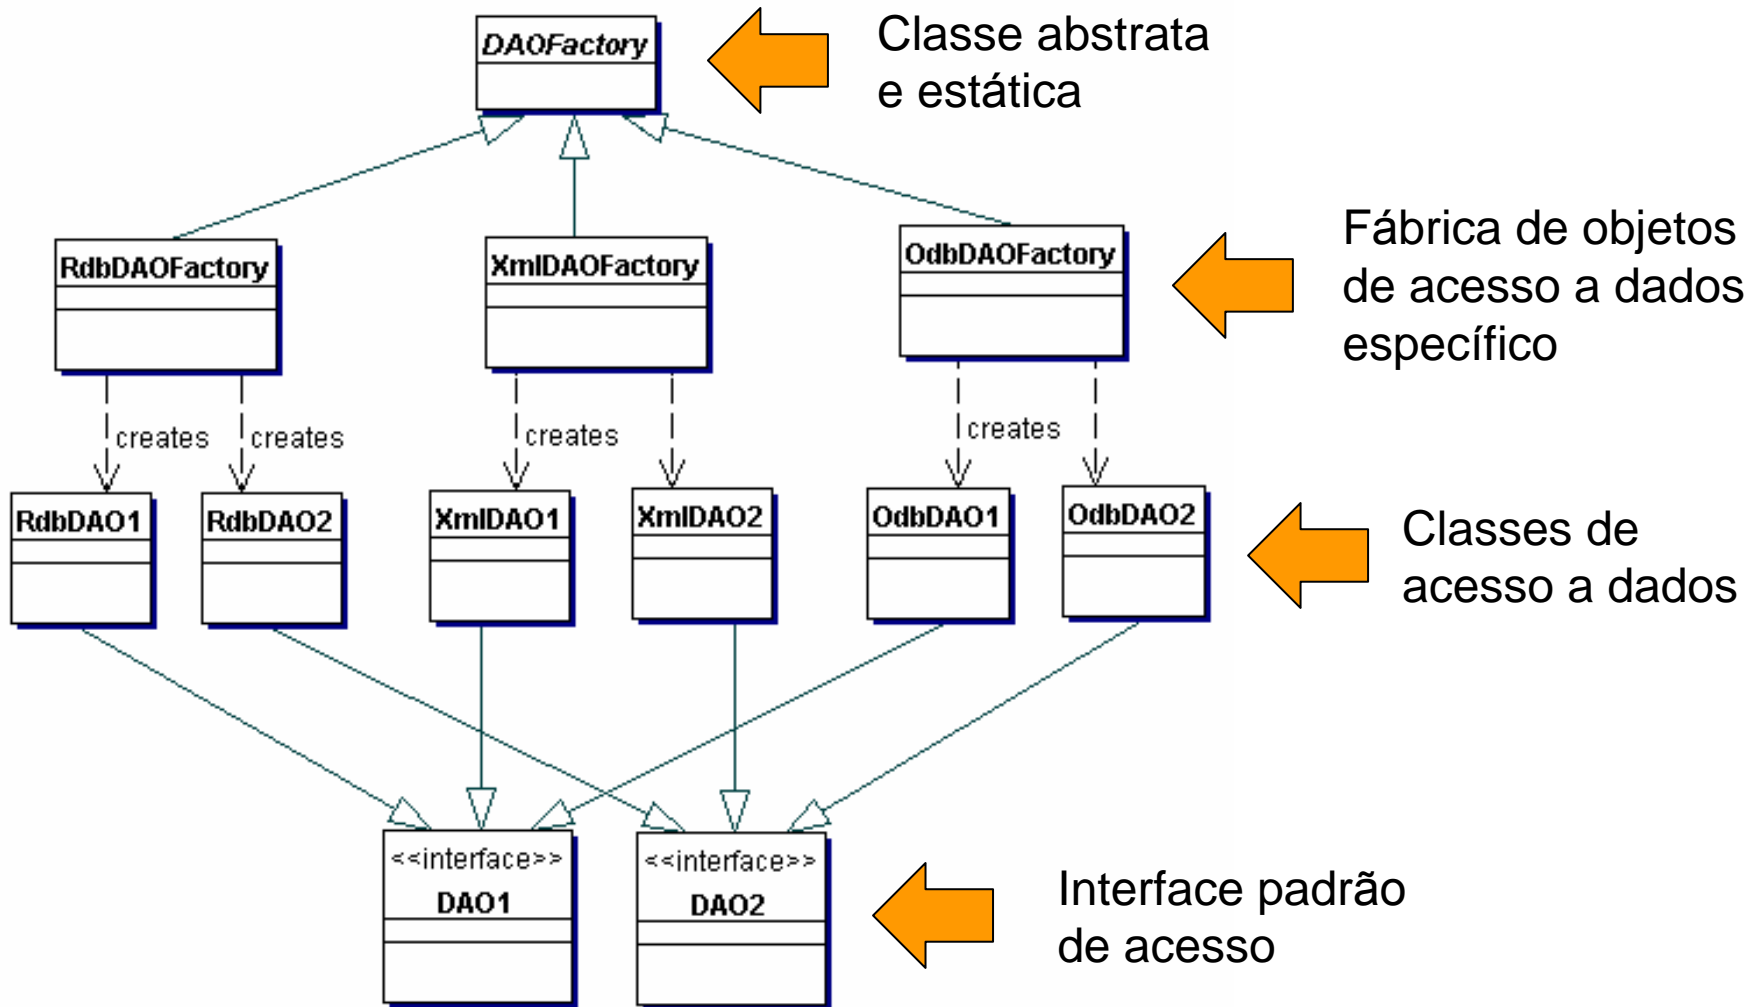 DAOFactory
Classe abstrata
e estática
RdbDAOFactory
XmlDAOFactory
OdbDAOFactory
Fábrica de objetos
de acesso a dados
específico
creates
creates
creates
creates
RdbDAO1
RdbDAO2
XmlDAO1
XmlDAO2
OdbDAO1
OdbDAO2
Classes de
acesso a dados
<<interface>>
DAO1
<<interface>>
DAO2
Interface padrão
de acesso